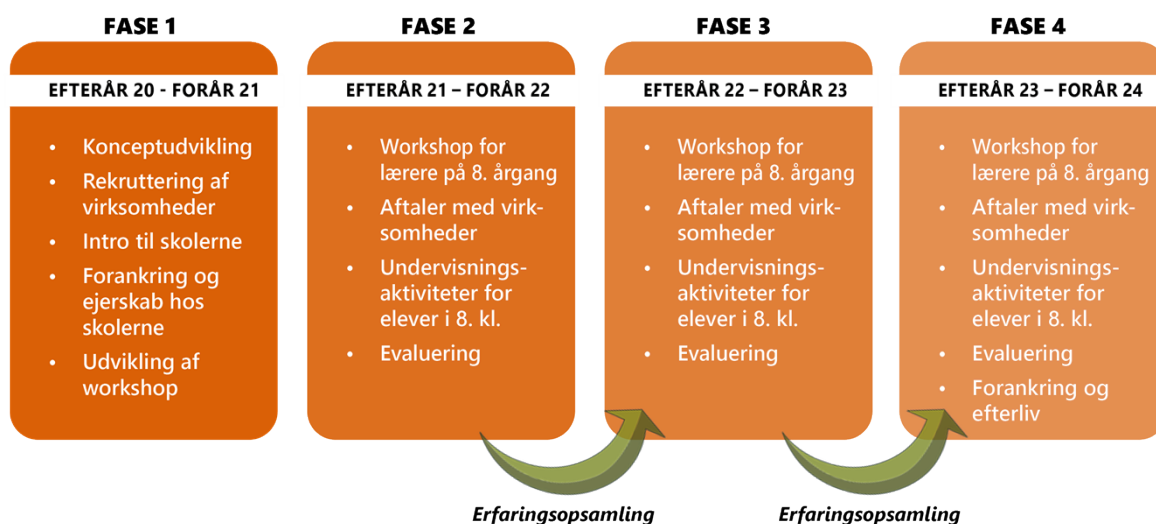 FASE 1
EFTERÅR 20 - FORÅR 21
• Konceptudvikling
• Rekruttering af
virksomheder
• Intro til skolerne
• Forankring og
ejerskab hos
skolerne
• Udvikling af
workshop
FASE 2
EFTERÅR 21 – FORÅR 22
• Workshop for
lærere på 8. årgang
• Aftaler med virk-
somheder
• Undervisnings-
aktiviteter for
elever i 8. kl.
• Evaluering
FASE 3
EFTERÅR 22 – FORÅR 23
• Workshop for
lærere på 8. årgang
• Aftaler med virk-
somheder
• Undervisnings-
aktiviteter for
elever i 8. kl.
• Evaluering
FASE 4
EFTERÅR 23 – FORÅR 24
• Workshop for
lærere på 8. årgang
• Aftaler med virk-
somheder
• Undervisnings-
aktiviteter for
elever i 8. kl.
• Evaluering
• Forankring og
efterliv
Erfaringsopsamling
Erfaringsopsamling